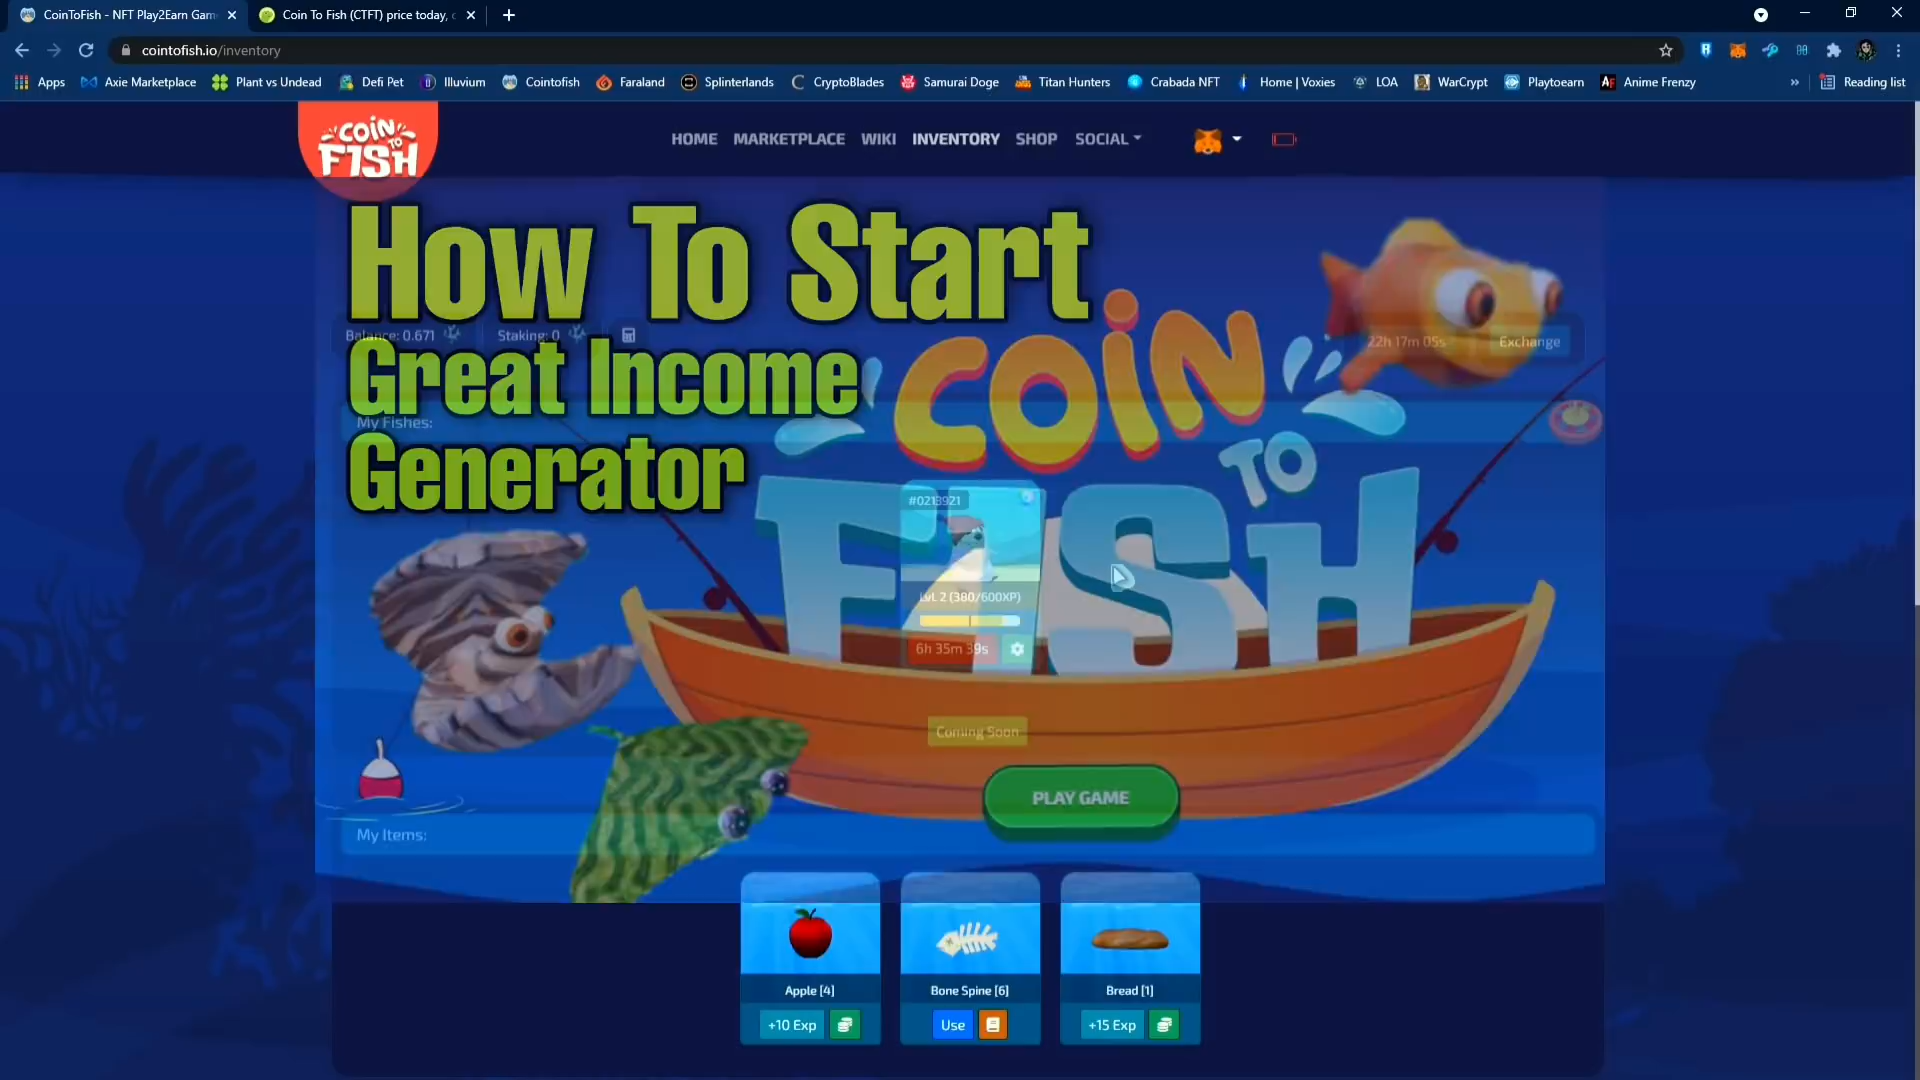 CoinToFish - NFT Play2Earn Gam
Coin To Fish (CTFT) price today, c
cointofish.io/inventory
Apps
Axie Marketplace
Plant vs Undead
Defi Pet
Illuvium
Cointofish
Faraland
Splinterlands
CryptoBlades
Samurai Doge
Titan Hunters
Crabada NFT
Home | Voxies
LOA
WarCrypt
Playtoearn
Anime Frenzy
»
Reading list
COIN
TO
FISH
HOME
MARKETPLACE
WIKI
INVENTORY
SHOP
SOCIAL
How To Start
Great Income
Generator
Balance: 0.671
Staking: 0
22h 17m 05s
Exchange
My Fishes:
COIN
TO
FISH
#0213921
Lvl. 2 (380/600XP)
6h 35m 39s
Coming Soon
PLAY GAME
My Items:
Apple [4]
Bone Spine [6]
Bread [1]
+10 Exp
Use
+15 Exp